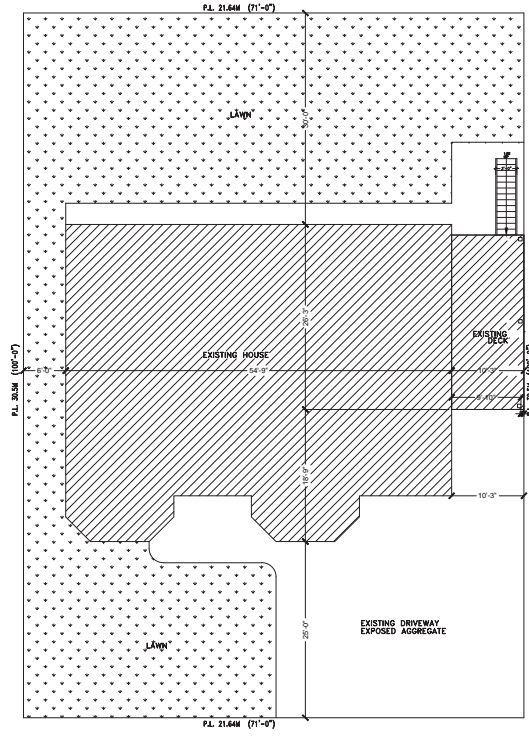 P.L. 21.64M (71'-0")
LAWN
30'-0"
UP
26'-3"
EXISTING
DECK
EXISTING HOUSE
P.L. 30.5M (100'-0")
6'-0"
54'-9"
10'-3"
9'-10"
18'-9"
10'-3"
25'-0"
EXISTING DRIVEWAY
EXPOSED AGGREGATE
LAWN
P.L. 21.64M (71'-0")